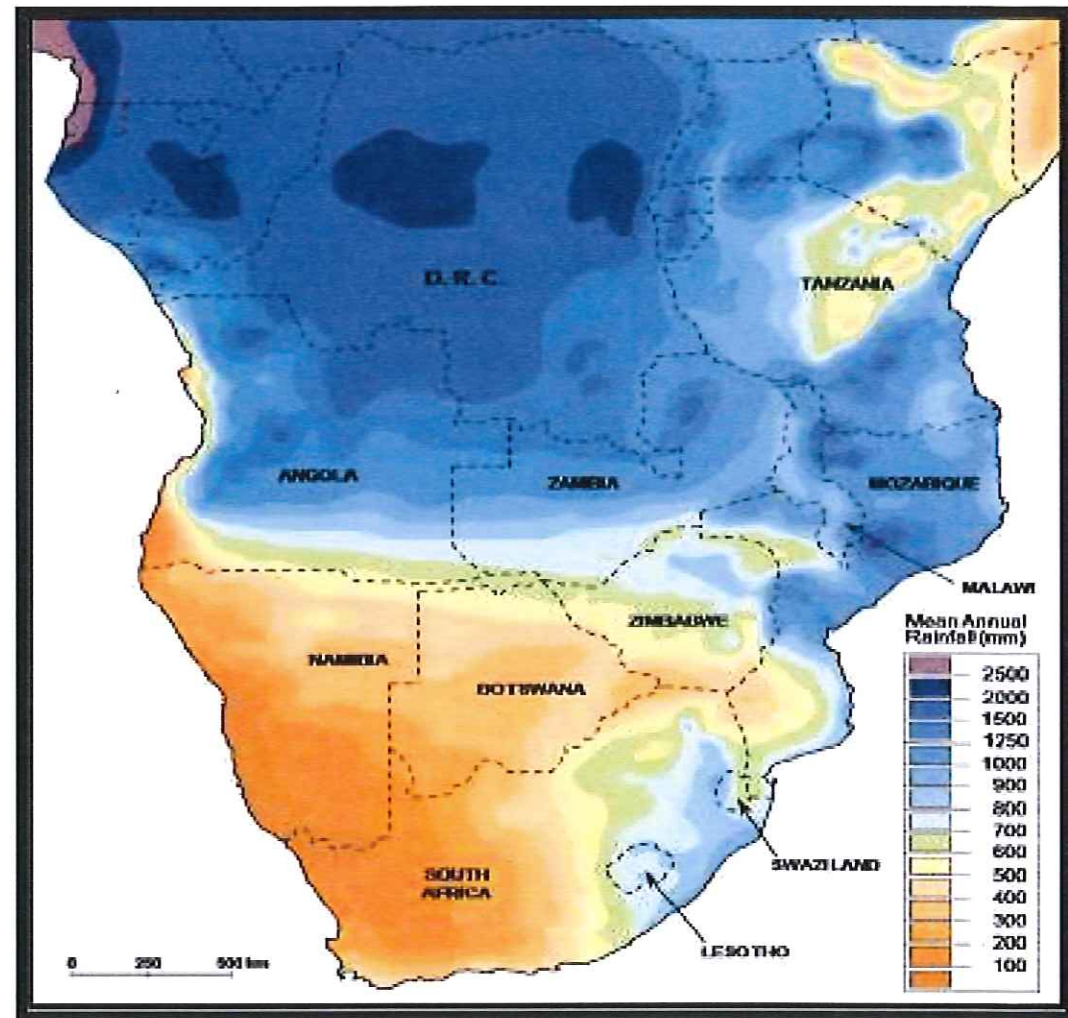 D. R. C
TANZANIA
ANGOLA
ZAMBIA
MOZABIQUE
MALAWI
ZIMBABWE
NAMIBIA
BOTSWANA
SWAZILAND
SOUTH
AFRICA
LESOTHO
Mean Annual
Rainfall (mm)
2500
2000
1500
1250
1000
900
800
700
600
500
400
300
200
100
0 250 500 km